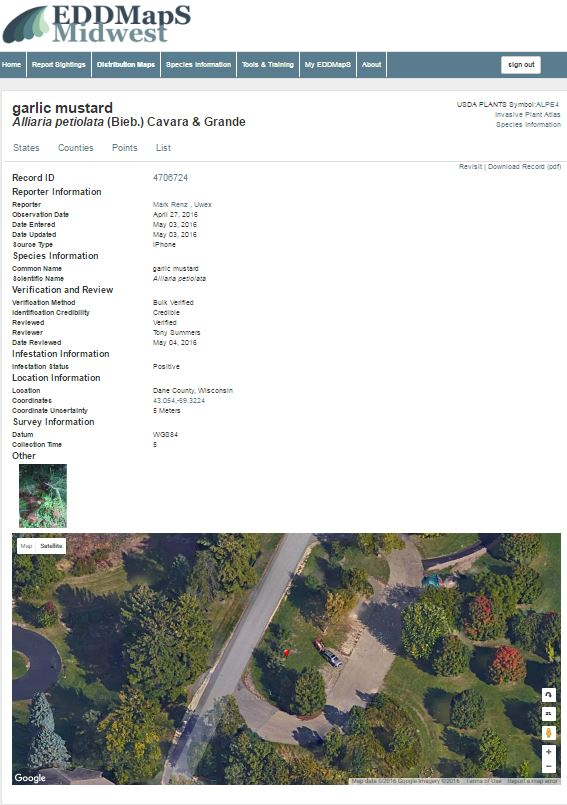 EDDMapS
Midwest
Home Report Sightings Distribution Maps Species Information Tools & Training My EDDMapS About sign out
garlic mustard
Alliaria petiolata (Bieb.) Cavara & Grande
USDA PLANTS Symbol:ALPE4
Invasive Plant Atlas
Species Information
States Counties Points List
Revisit | Download Record (pdf)
Record ID 4706724
Reporter Information
Reporter Mark Renz , Uwex
Observation Date April 27, 2016
Date Entered May 03, 2016
Date Updated May 03, 2016
Source Type iPhone
Species Information
Common Name garlic mustard
Scientific Name Alliaria petiolata
Verification and Review
Verification Method Bulk Verified
Identification Credibility Credible
Reviewed Verified
Reviewer Tony Summers
Date Reviewed May 04, 2016
Infestation Information
Infestation Status Positive
Location Information
Location Dane County, Wisconsin
Coordinates 43.054,-89.3224
Coordinate Uncertainty 5 Meters
Survey Information
Datum WGS84
Collection Time 5
Other
Map Satellite
Google Map data ©2016 Google Imagery ©2016 Terms of Use Report a map error